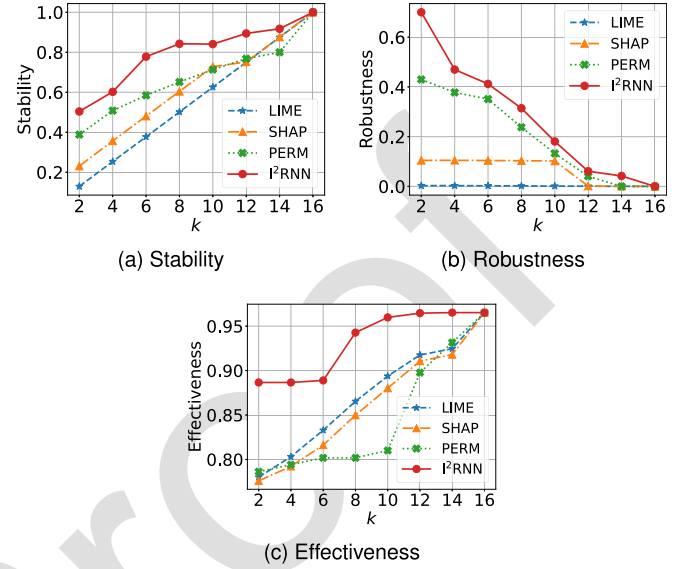 1.0
0.8
0.6
0.4
0.2
Stability
LIME
SHAP
PERM
I²RNN
2 4 6 8 10 12 14 16
k
(a) Stability
0.6
0.4
0.2
0.0
Robustness
LIME
SHAP
PERM
I²RNN
2 4 6 8 10 12 14 16
k
(b) Robustness
0.95
0.90
0.85
0.80
Effectiveness
LIME
SHAP
PERM
I²RNN
2 4 6 8 10 12 14 16
k
(c) Effectiveness